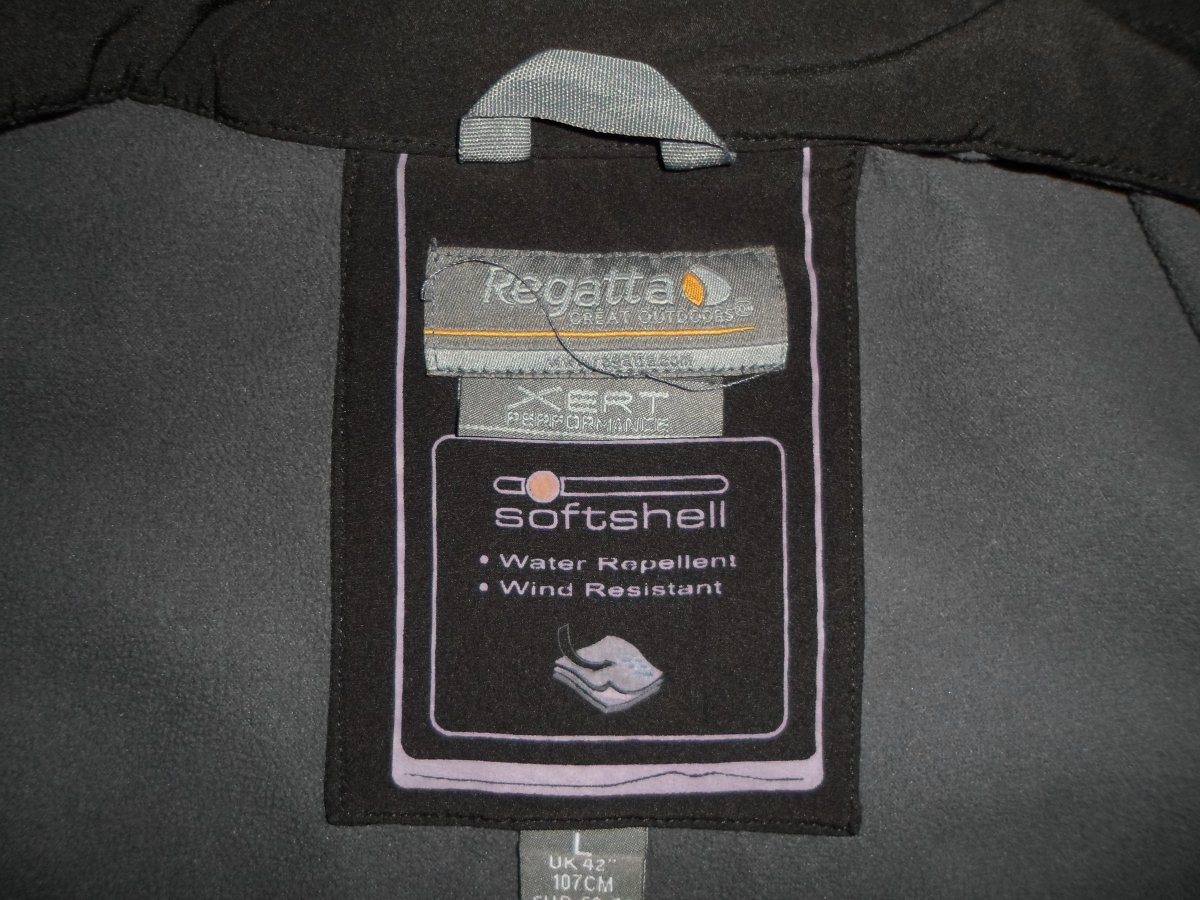 Regatta
GREAT OUTDOORS
XERT
PERFORMANCE
softshell
• Water Repellent
• Wind Resistant
L
UK 42"
107CM